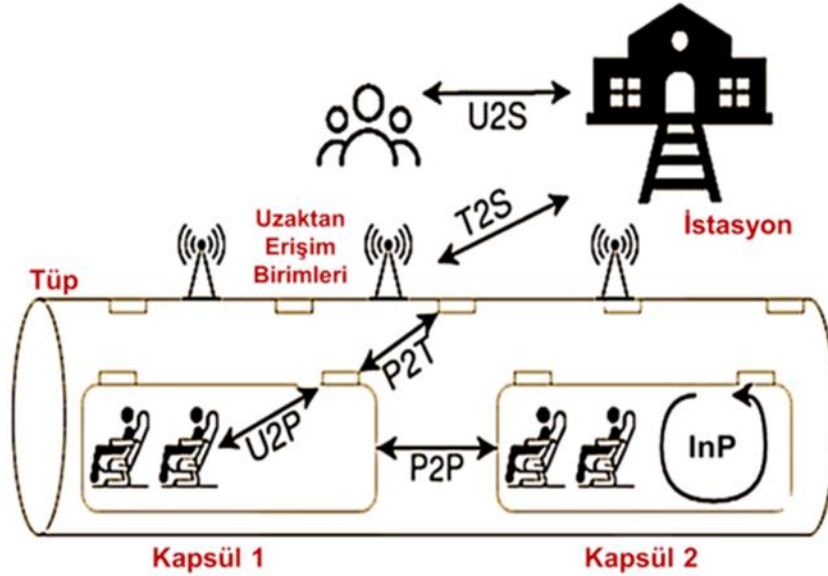 U2S
T2S
İstasyon
Uzaktan
Erişim
Birimleri
Tüp
P2T
U2P
P2P
InP
Kapsül 1
Kapsül 2